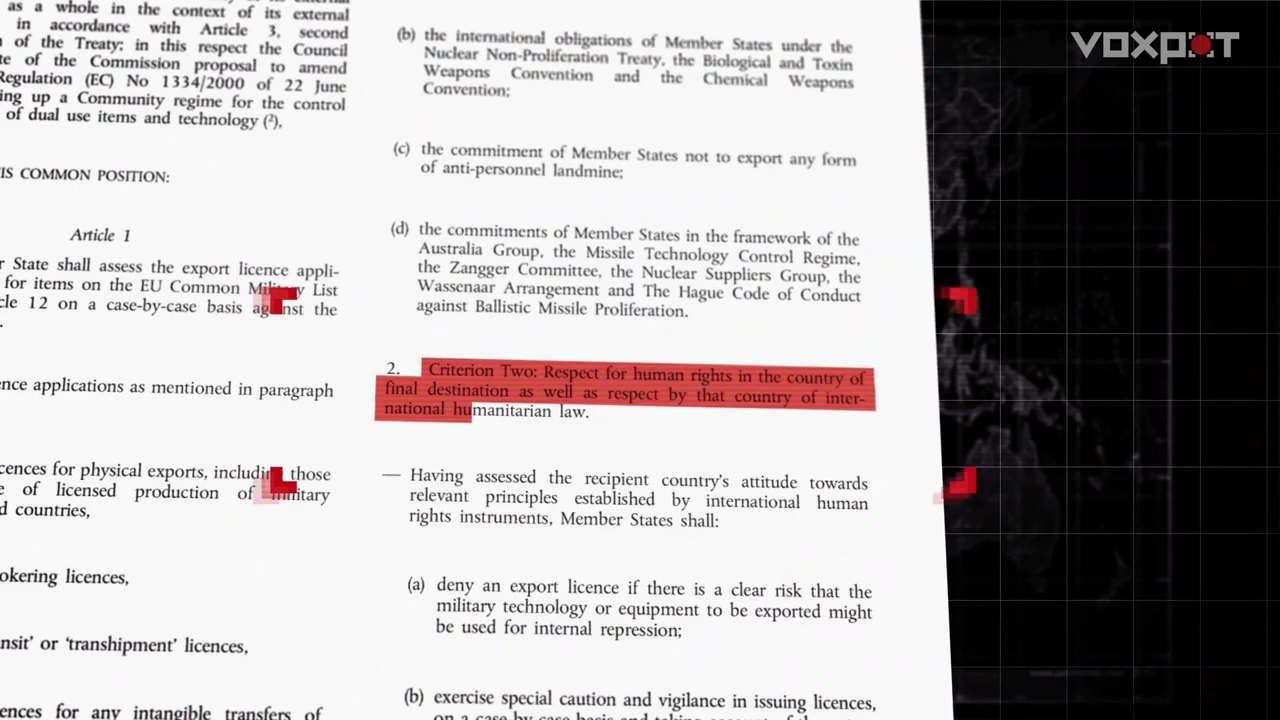 as a whole in the context of its external
in accordance with Article 3, second
of the Treaty; in this respect the Council
of the Commission proposal to amend
Regulation (EC) No 1334/2000 of 22 June
ing up a Community regime for the control
of dual use items and technology (²),
IS COMMON POSITION:
Article 1
r State shall assess the export licence appli-
for items on the EU Common Military List
cle 12 on a case-by-case basis against the
.
ence applications as mentioned in paragraph
cences for physical exports, including those
e of licensed production of military
d countries,
okering licences,
nsit' or 'transhipment' licences,
ences for any intangible transfers of
(b) the international obligations of Member States under the
Nuclear Non-Proliferation Treaty, the Biological and Toxin
Weapons Convention and the Chemical Weapons
Convention;
(c) the commitment of Member States not to export any form
of anti-personnel landmine;
(d) the commitments of Member States in the framework of the
Australia Group, the Missile Technology Control Regime,
the Zangger Committee, the Nuclear Suppliers Group, the
Wassenaar Arrangement and The Hague Code of Conduct
against Ballistic Missile Proliferation.
2. Criterion Two: Respect for human rights in the country of
final destination as well as respect by that country of inter-
national humanitarian law.
— Having assessed the recipient country's attitude towards
relevant principles established by international human
rights instruments, Member States shall:
(a) deny an export licence if there is a clear risk that the
military technology or equipment to be exported might
be used for internal repression;
(b) exercise special caution and vigilance in issuing licences,
on a case-by-case basis and taking account of the
VOXPOT